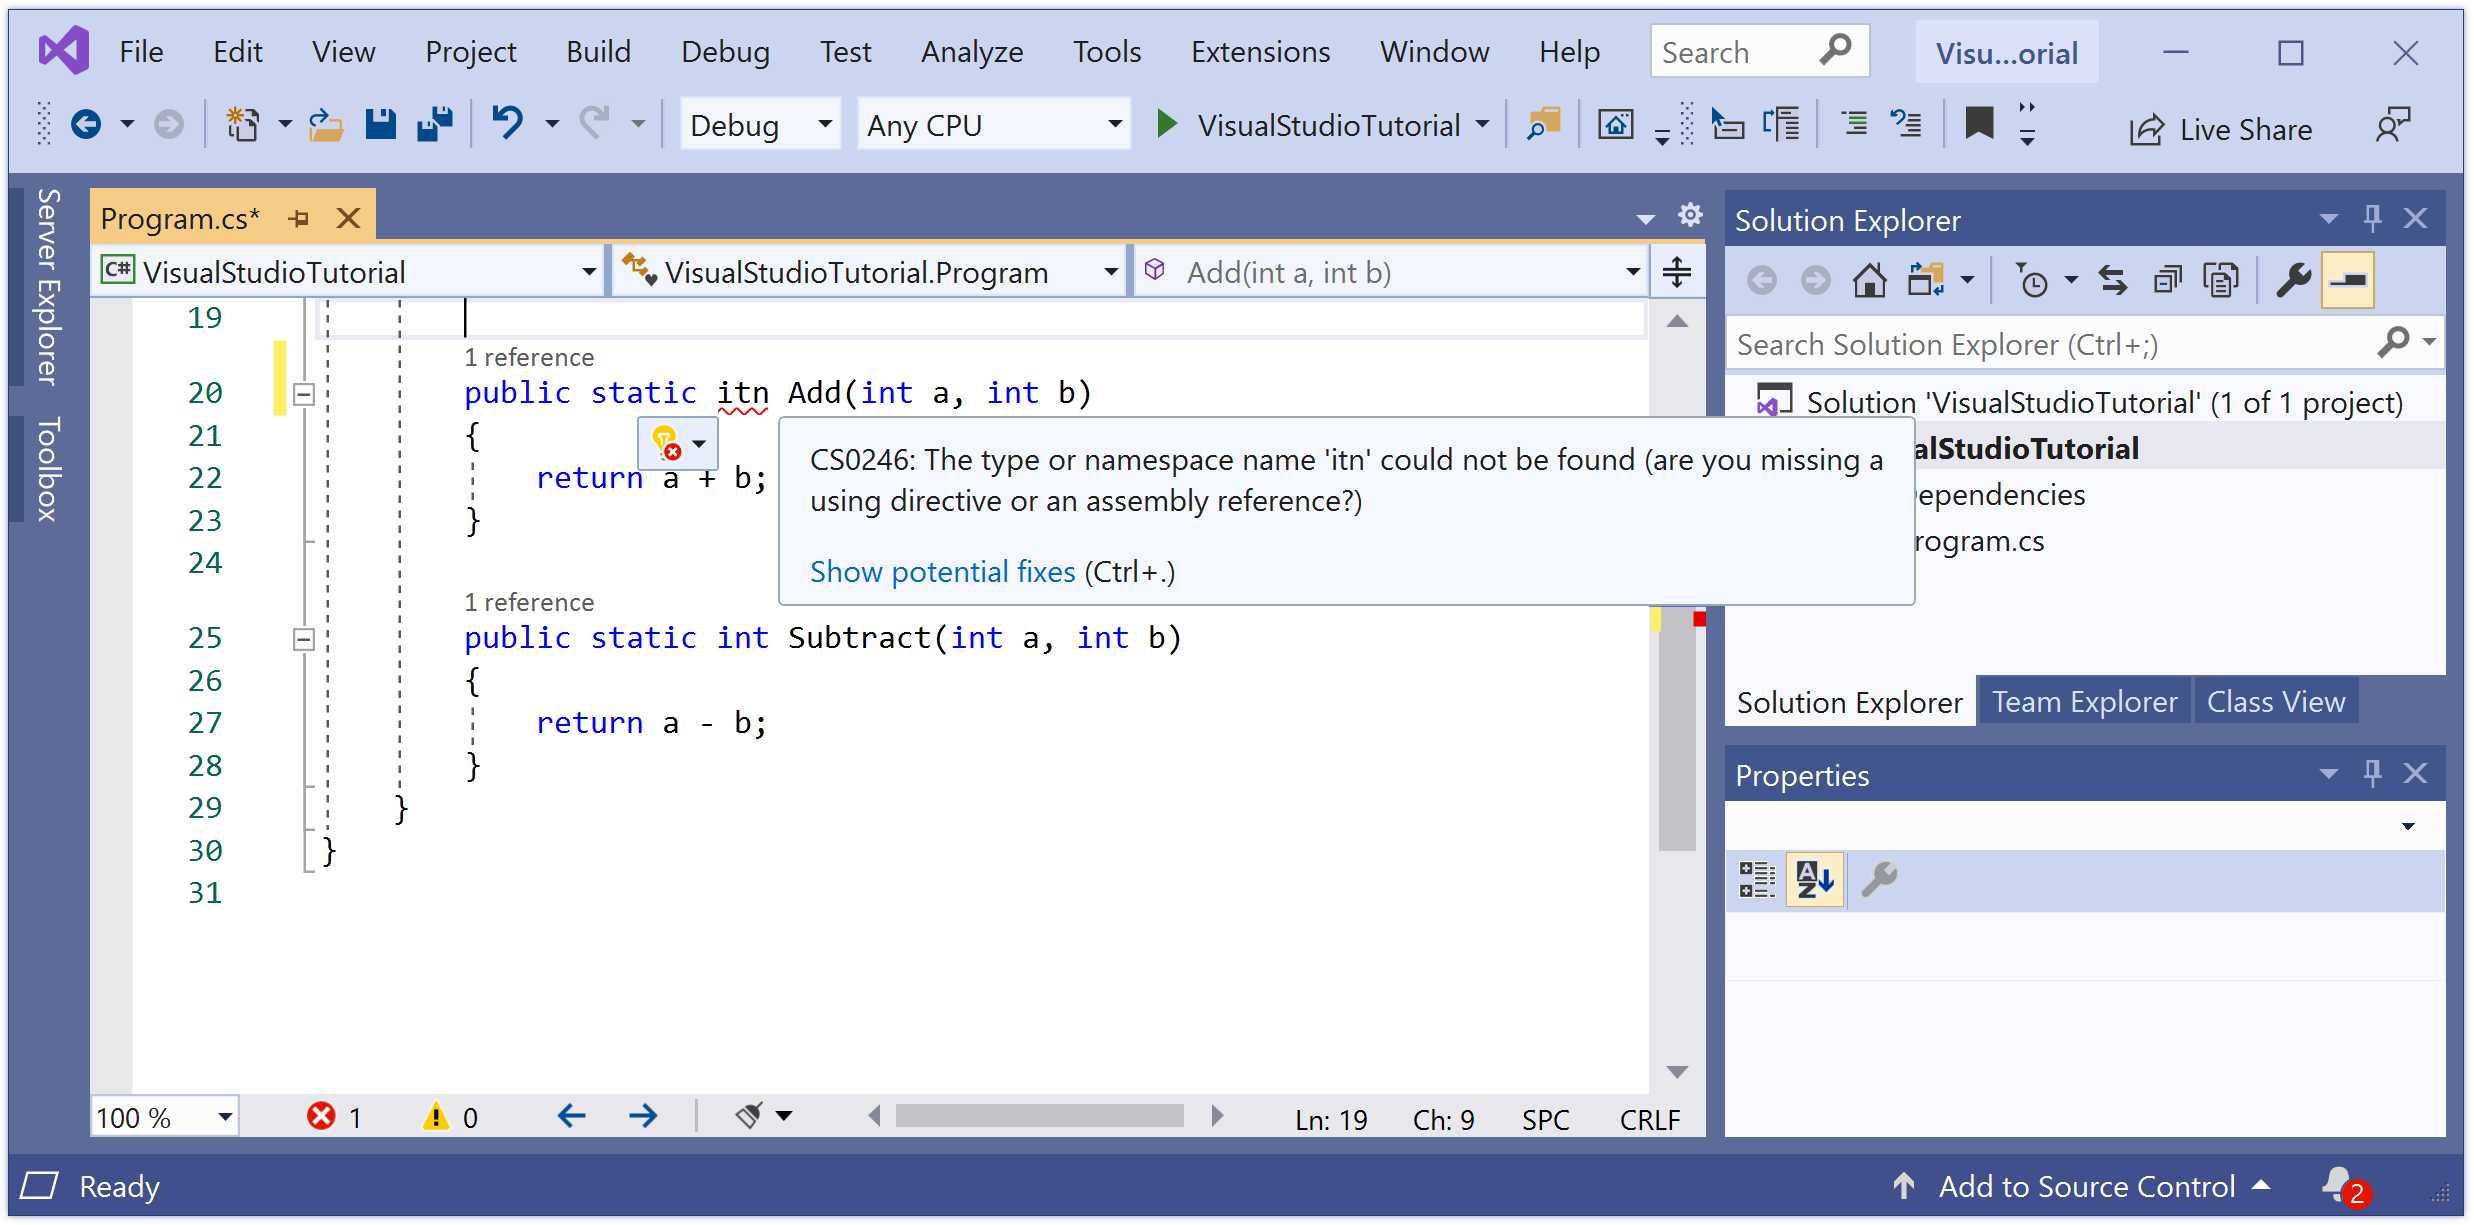 File Edit View Project Build Debug Test Analyze Tools Extensions Window Help Search Visu...orial
Debug Any CPU VisualStudioTutorial Live Share
Server Explorer
Toolbox
Program.cs*
C# VisualStudioTutorial VisualStudioTutorial.Program Add(int a, int b)
19
1 reference
20 public static itn Add(int a, int b)
21 {
22 return a + b;
23 }
24
1 reference
25 public static int Subtract(int a, int b)
26 {
27 return a - b;
28 }
29 }
30 }
31
CS0246: The type or namespace name 'itn' could not be found (are you missing a
using directive or an assembly reference?)
Show potential fixes (Ctrl+.)
100 % 1 0 Ln: 19 Ch: 9 SPC CRLF
Solution Explorer
Search Solution Explorer (Ctrl+;)
Solution 'VisualStudioTutorial' (1 of 1 project)
alStudioTutorial
ependencies
rogram.cs
Solution Explorer Team Explorer Class View
Properties
AZ
Ready Add to Source Control 2